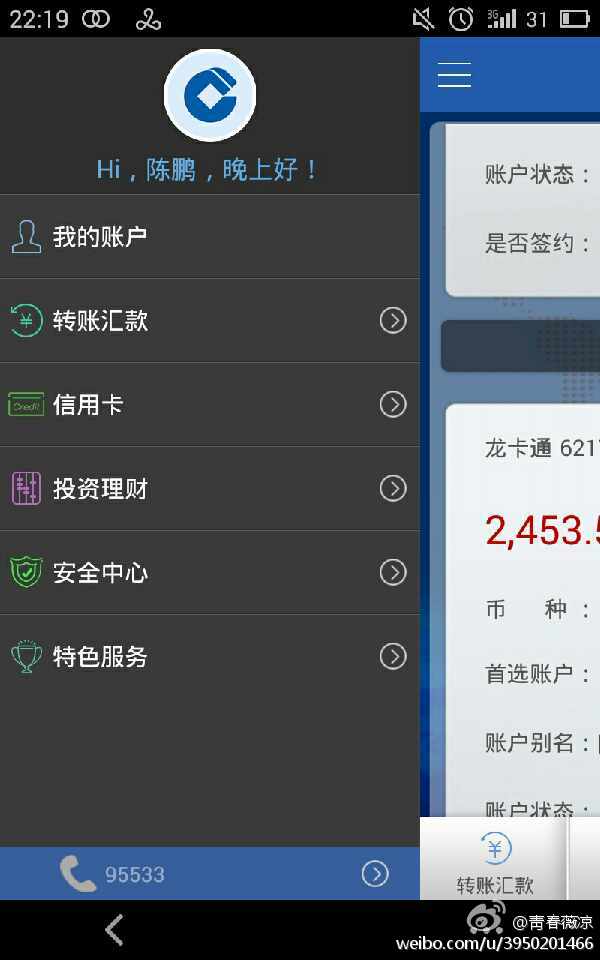 22:19
3G 31
Hi，陈鹏，晚上好！
我的账户
转账汇款
Credit 信用卡
投资理财
安全中心
特色服务
95533
账户状态：
是否签约：
龙卡通 621
2,453.5
币 种：
首选账户：
账户别名：
账户状态：
转账汇款
@青春薇凉
weibo.com/u/3950201466